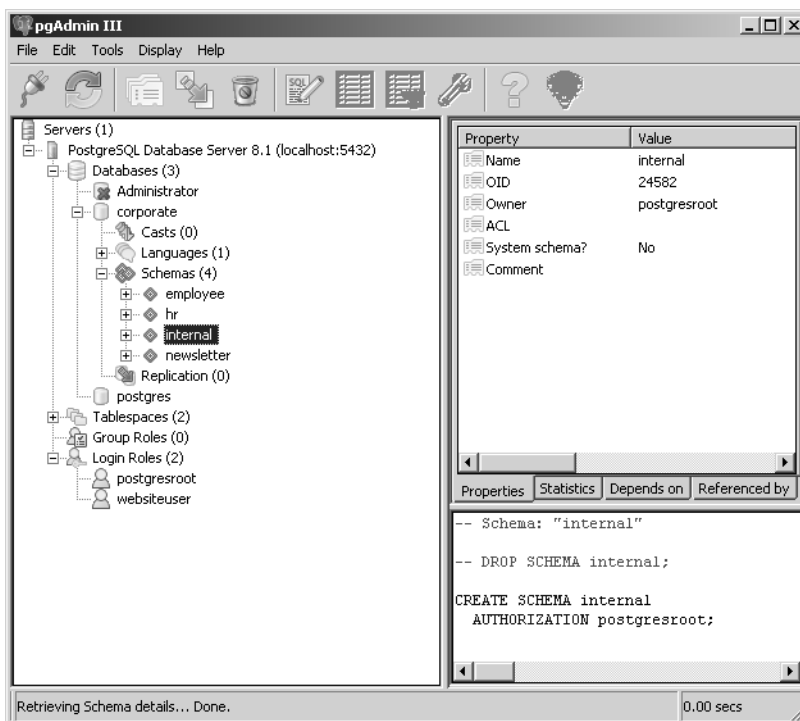 pgAdmin III
File Edit Tools Display Help
SQL
Servers (1)
PostgreSQL Database Server 8.1 (localhost:5432)
Databases (3)
Administrator
corporate
Casts (0)
Languages (1)
Schemas (4)
employee
hr
internal
newsletter
Replication (0)
postgres
Tablespaces (2)
Group Roles (0)
Login Roles (2)
postgresroot
websiteuser
Property Value
Name internal
OID 24582
Owner postgresroot
ACL
System schema? No
Comment
Properties Statistics Depends on Referenced by
-- Schema: "internal"
-- DROP SCHEMA internal;
CREATE SCHEMA internal
AUTHORIZATION postgresroot;
Retrieving Schema details... Done. 0.00 secs